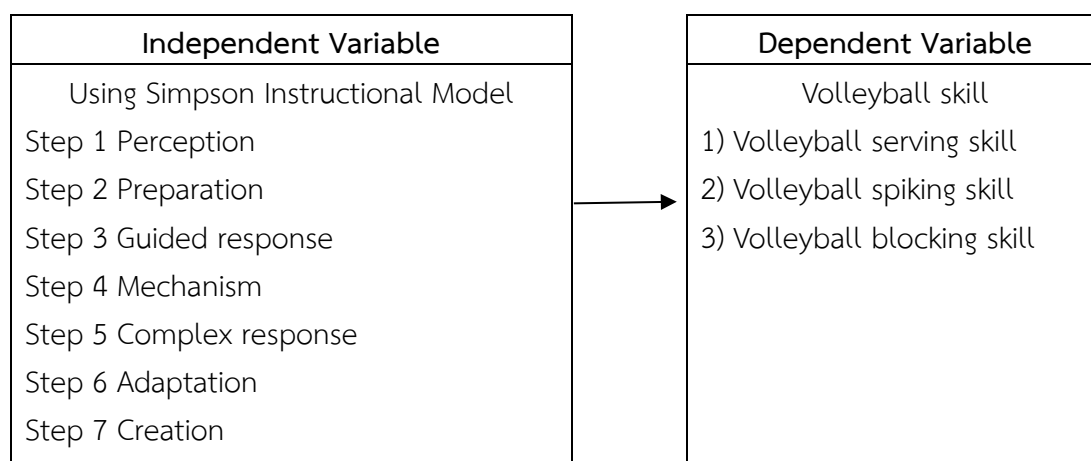 Independent Variable
Using Simpson Instructional Model
Step 1 Perception
Step 2 Preparation
Step 3 Guided response
Step 4 Mechanism
Step 5 Complex response
Step 6 Adaptation
Step 7 Creation
Dependent Variable
Volleyball skill
1) Volleyball serving skill
2) Volleyball spiking skill
3) Volleyball blocking skill